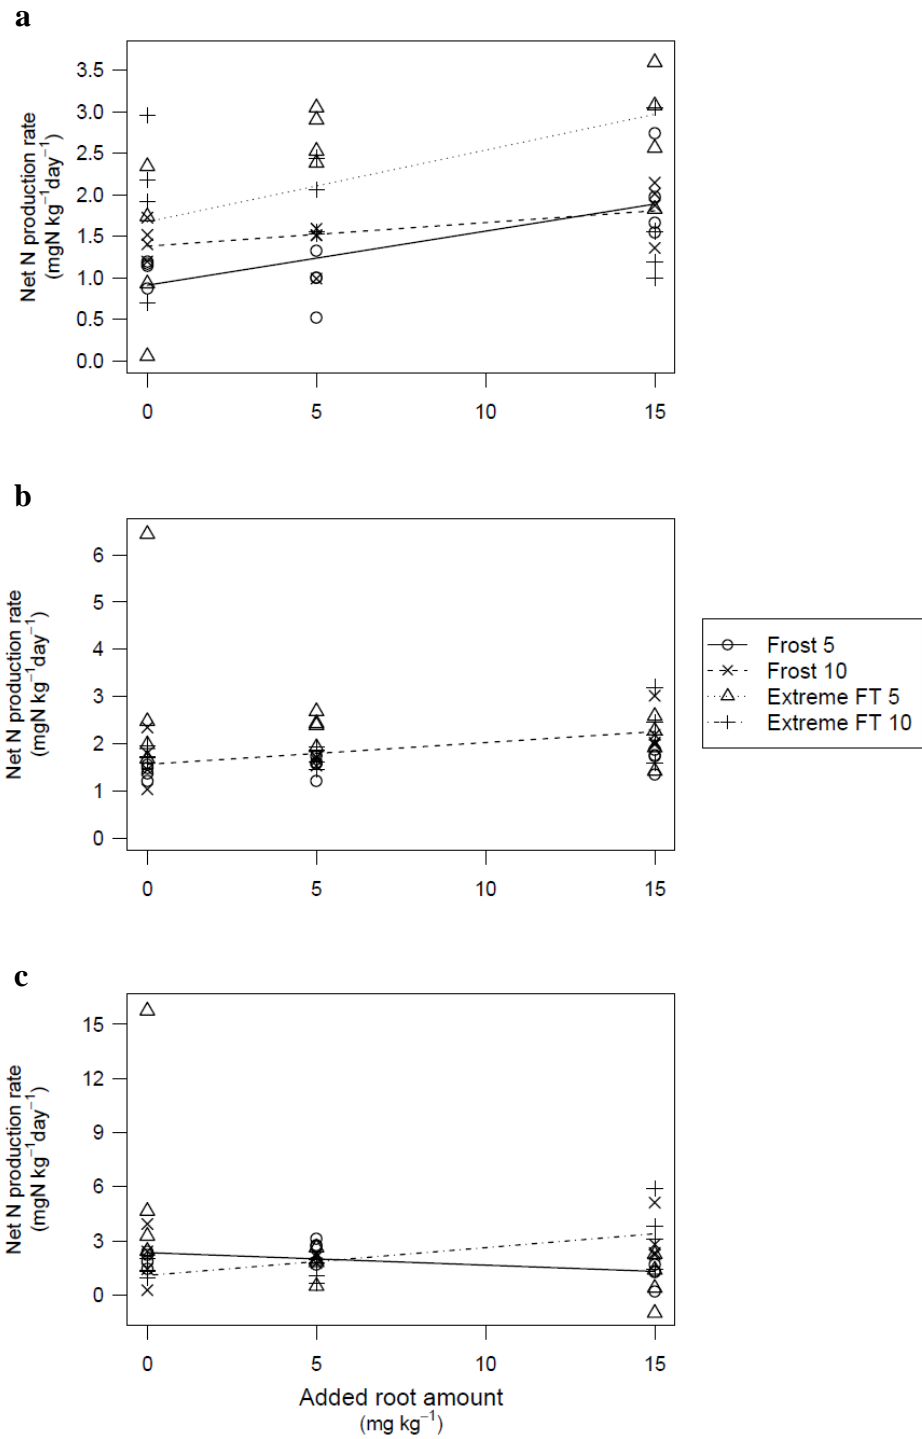 a
Net N production rate
(mgN kg⁻¹day⁻¹)
3.5
3.0
2.5
2.0
1.5
1.0
0.5
0.0
0 5 10 15
b
Net N production rate
(mgN kg⁻¹day⁻¹)
6
5
4
3
2
1
0
0 5 10 15
Frost 5
Frost 10
Extreme FT 5
Extreme FT 10
c
Net N production rate
(mgN kg⁻¹day⁻¹)
15
12
9
6
3
0
0 5 10 15
Added root amount
(mg kg⁻¹)